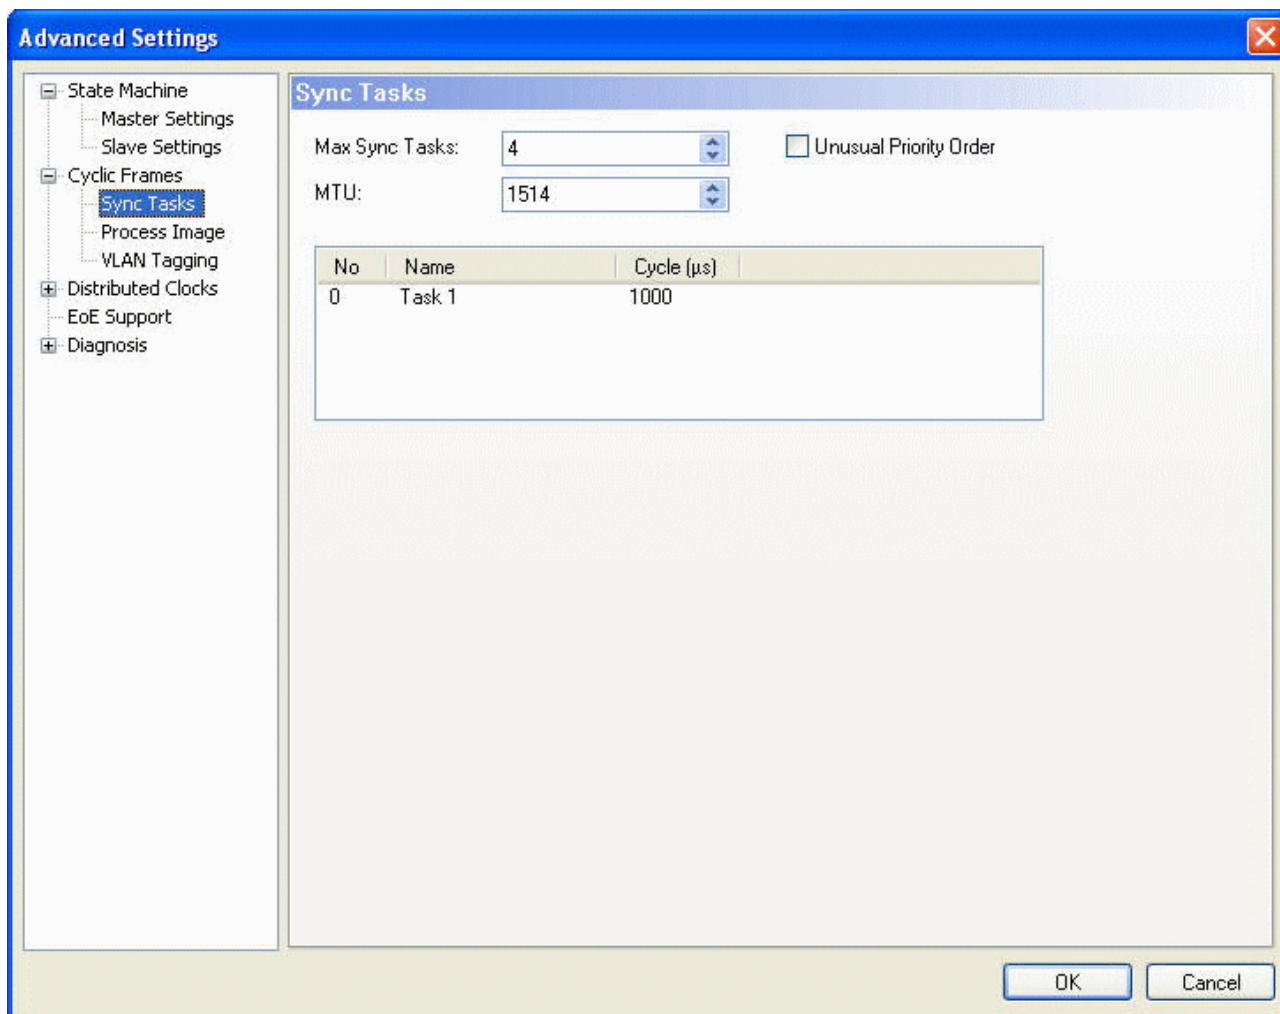 Advanced Settings
State Machine
Master Settings
Slave Settings
Cyclic Frames
Sync Tasks
Process Image
VLAN Tagging
Distributed Clocks
EoE Support
Diagnosis
Sync Tasks
Max Sync Tasks: 4 Unusual Priority Order
MTU: 1514
No Name Cycle (µs)
0 Task 1 1000
OK Cancel